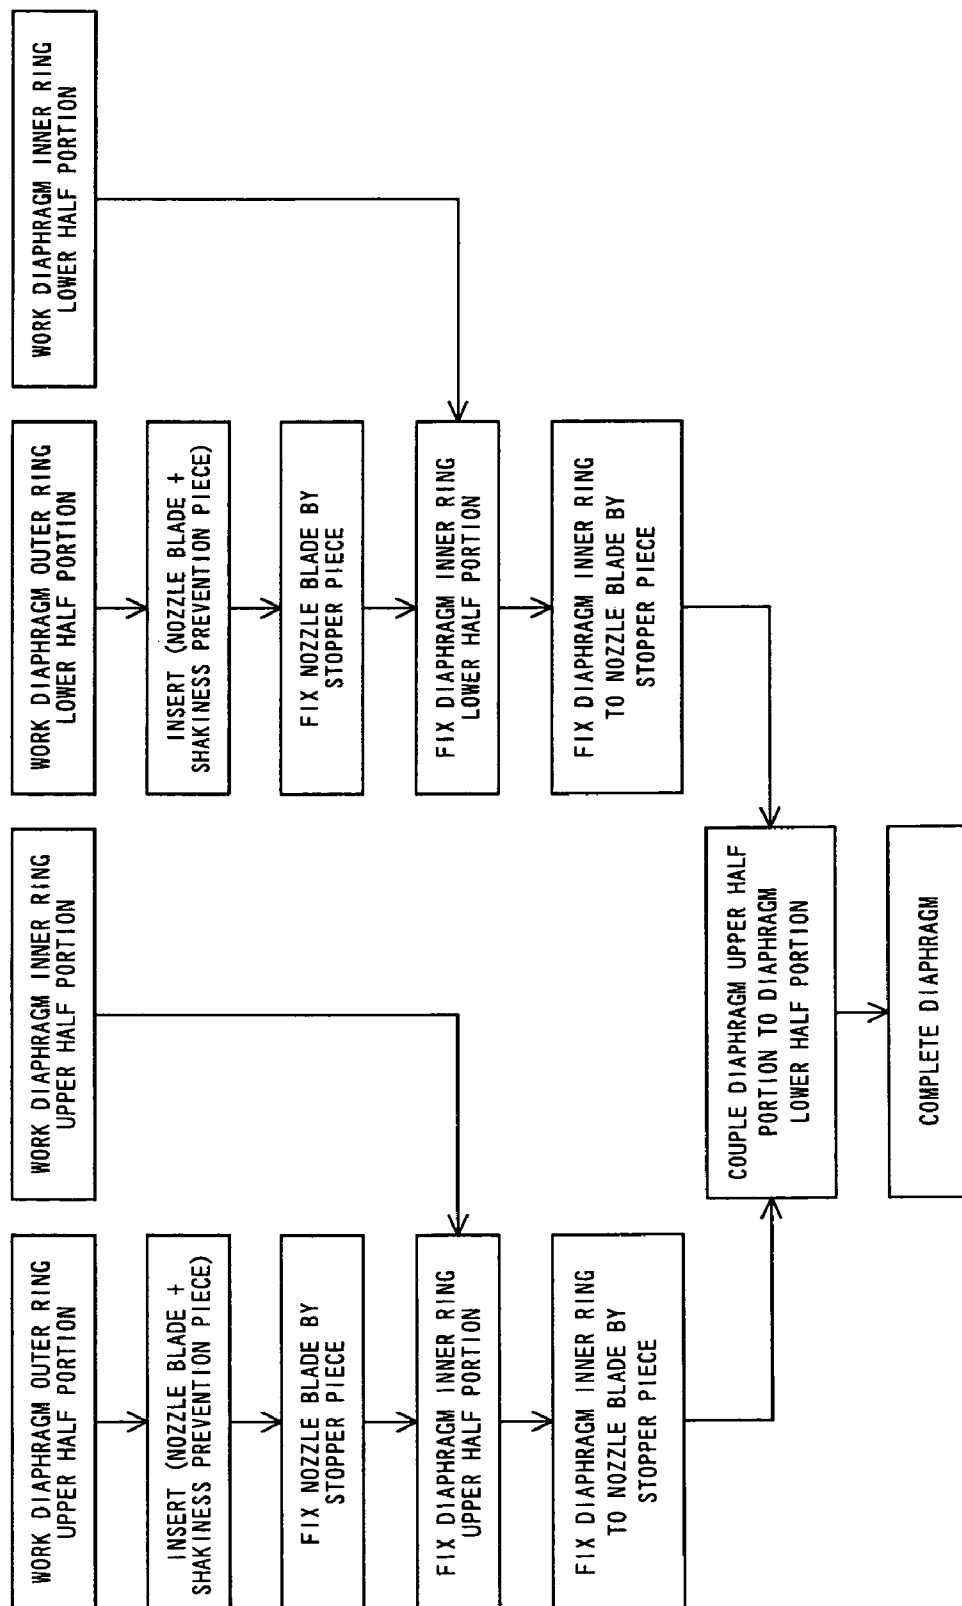 WORK DIAPHRAGM OUTER RING
UPPER HALF PORTION
INSERT (NOZZLE BLADE +
SHAKINESS PREVENTION PIECE)
FIX NOZZLE BLADE BY
STOPPER PIECE
FIX DIAPHRAGM INNER RING
UPPER HALF PORTION
FIX DIAPHRAGM INNER RING
TO NOZZLE BLADE BY
STOPPER PIECE
WORK DIAPHRAGM INNER RING
UPPER HALF PORTION
WORK DIAPHRAGM OUTER RING
LOWER HALF PORTION
INSERT (NOZZLE BLADE +
SHAKINESS PREVENTION PIECE)
FIX NOZZLE BLADE BY
STOPPER PIECE
FIX DIAPHRAGM INNER RING
LOWER HALF PORTION
FIX DIAPHRAGM INNER RING
TO NOZZLE BLADE BY
STOPPER PIECE
WORK DIAPHRAGM INNER RING
LOWER HALF PORTION
COUPLE DIAPHRAGM UPPER HALF
PORTION TO DIAPHRAGM
LOWER HALF PORTION
COMPLETE DIAPHRAGM